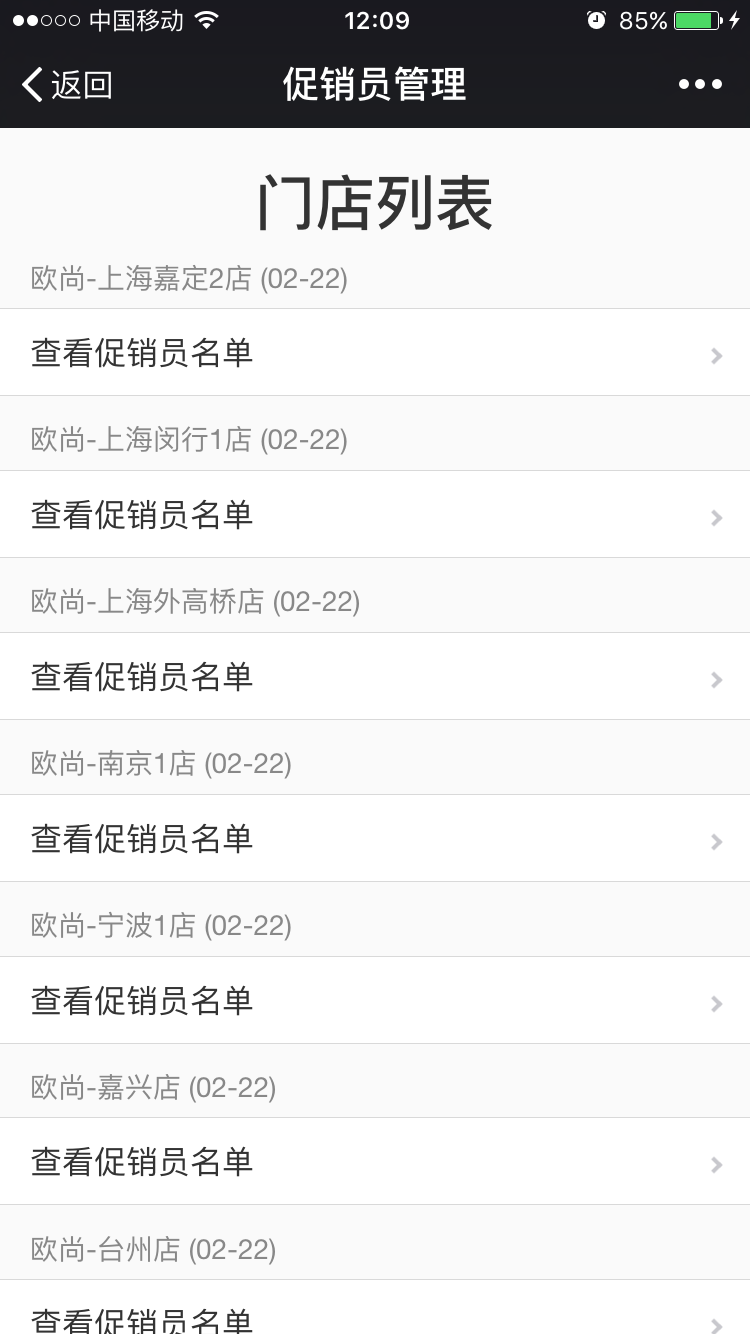 中国移动 12:09 85%
返回 促销员管理
门店列表
欧尚-上海嘉定2店 (02-22)
查看促销员名单
欧尚-上海闵行1店 (02-22)
查看促销员名单
欧尚-上海外高桥店 (02-22)
查看促销员名单
欧尚-南京1店 (02-22)
查看促销员名单
欧尚-宁波1店 (02-22)
查看促销员名单
欧尚-嘉兴店 (02-22)
查看促销员名单
欧尚-台州店 (02-22)
查看促销员名单